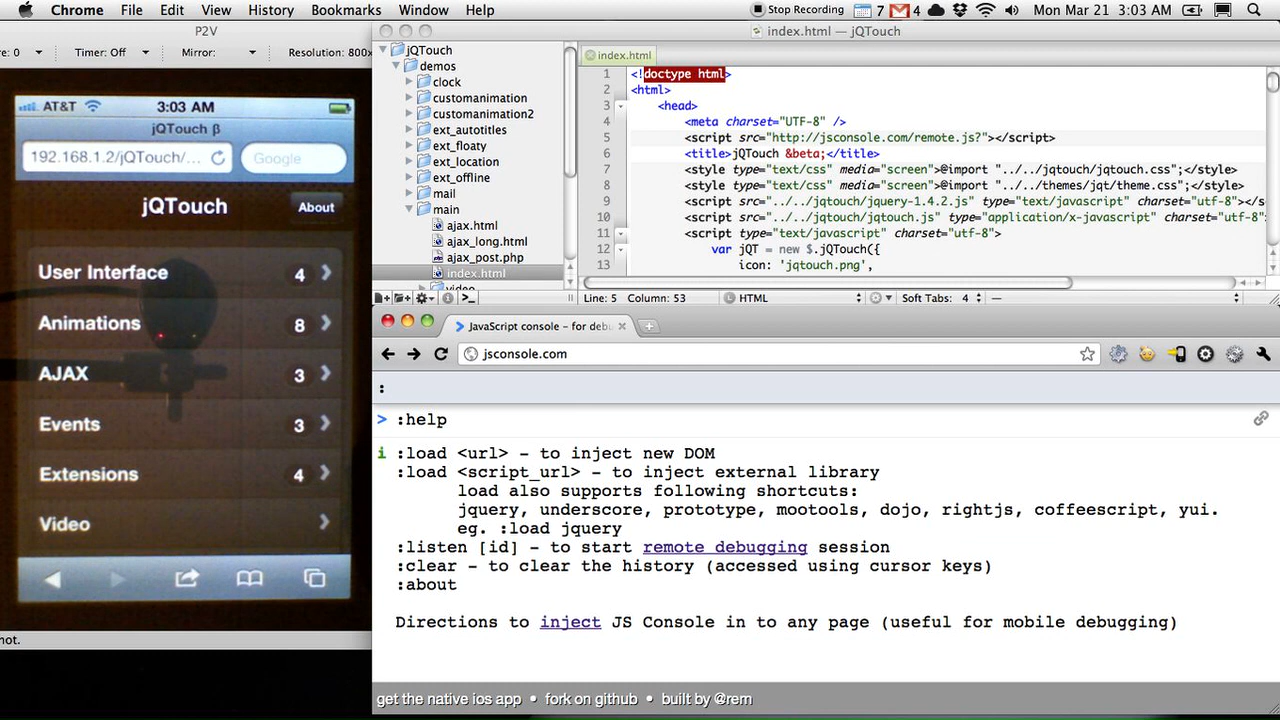 Chrome File Edit View History Bookmarks Window Help Stop Recording 7 4 Mon Mar 21 3:03 AM
P2V
re: 0 Timer: Off Mirror: Resolution: 800x
AT&T 3:03 AM
jQTouch β
192.168.1.2/jQTouch/... Google
jQTouch About
User Interface 4
Animations 8
AJAX 3
Events 3
Extensions 4
Video
not.
index.html — jQTouch
jQTouch
demos
clock
customanimation
customanimation2
ext_autotitles
ext_floaty
ext_location
ext_offline
mail
main
ajax.html
ajax_long.html
ajax_post.php
index.html
video
index.html
1 <!doctype html>
2 <html>
3 <head>
4 <meta charset="UTF-8" />
5 <script src="http://jsconsole.com/remote.js?"></script>
6 <title>jQTouch &beta;</title>
7 <style type="text/css" media="screen">@import "../../jqtouch/jqtouch.css";</style>
8 <style type="text/css" media="screen">@import "../../themes/jqt/theme.css";</style>
9 <script src="../../jqtouch/jquery-1.4.2.js" type="text/javascript" charset="utf-8"></s
10 <script src="../../jqtouch/jqtouch.js" type="application/x-javascript" charset="utf-8"
11 <script type="text/javascript" charset="utf-8">
12 var jQT = new $.jQTouch({
13 icon: 'jqtouch.png',
Line: 5 Column: 53 HTML Soft Tabs: 4 —
JavaScript console – for debu
jsconsole.com
:
> :help
i :load <url> - to inject new DOM
:load <script_url> - to inject external library
load also supports following shortcuts:
jquery, underscore, prototype, mootools, dojo, rightjs, coffeescript, yui.
eg. :load jquery
:listen [id] - to start remote debugging session
:clear - to clear the history (accessed using cursor keys)
:about
Directions to inject JS Console in to any page (useful for mobile debugging)
get the native ios app • fork on github • built by @rem